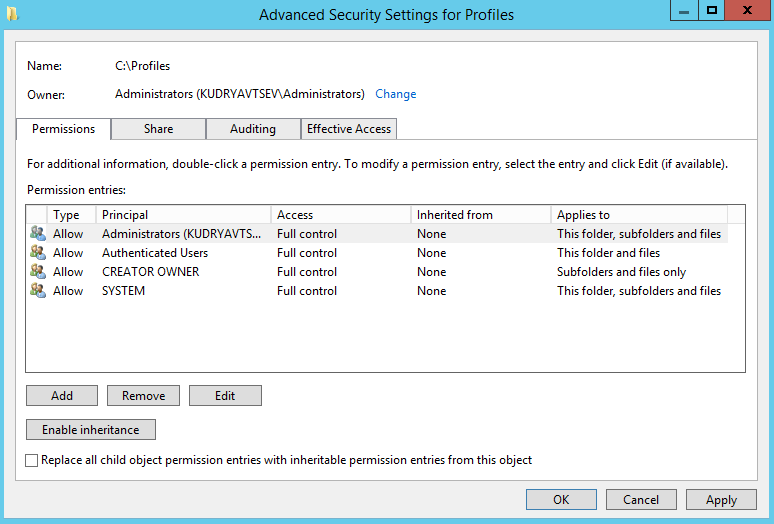 Advanced Security Settings for Profiles
Name: C:\Profiles
Owner: Administrators (KUDRYAVTSEV\Administrators) Change
Permissions Share Auditing Effective Access
For additional information, double-click a permission entry. To modify a permission entry, select the entry and click Edit (if available).
Permission entries:
Type Principal Access Inherited from Applies to
Allow Administrators (KUDRYAVTS... Full control None This folder, subfolders and files
Allow Authenticated Users Full control None This folder and files
Allow CREATOR OWNER Full control None Subfolders and files only
Allow SYSTEM Full control None This folder, subfolders and files
Add Remove Edit
Enable inheritance
Replace all child object permission entries with inheritable permission entries from this object
OK Cancel Apply